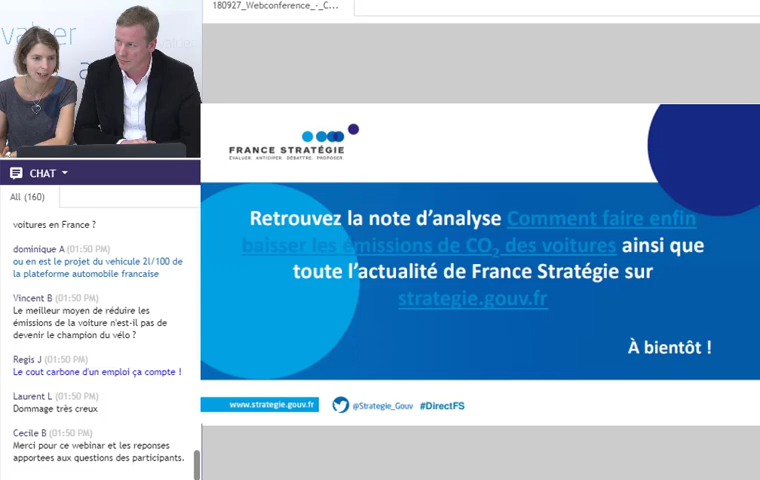 180927_Webconference_-_C...
valuer
CHAT
All (160)
voitures en France ?
dominique A (01:50 PM)
ou en est le projet du vehicule 2l/100 de
la plateforme automobile francaise
Vincent B (01:50 PM)
Le meilleur moyen de réduire les
émissions de la voiture n'est-il pas de
devenir le champion du vélo ?
Regis J (01:50 PM)
Le cout carbone d'un emploi ça compte !
Laurent L (01:50 PM)
Dommage très creux
Cecile B (01:50 PM)
Merci pour ce webinar et les reponses
apportees aux questions des participants.
FRANCE STRATÉGIE
ÉVALUER. ANTICIPER. DÉBATTRE. PROPOSER.
Retrouvez la note d’analyse Comment faire enfin
baisser les émissions de CO₂ des voitures ainsi que
toute l’actualité de France Stratégie sur
strategie.gouv.fr
À bientôt !
www.strategie.gouv.fr
@Strategie_Gouv #DirectFS